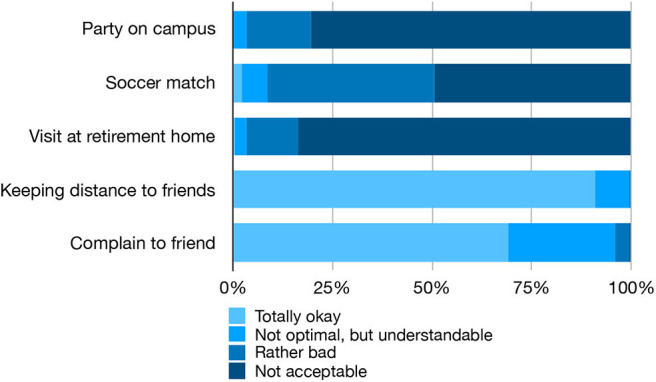 Party on campus
Soccer match
Visit at retirement home
Keeping distance to friends
Complain to friend
0% 25% 50% 75% 100%
Totally okay
Not optimal, but understandable
Rather bad
Not acceptable